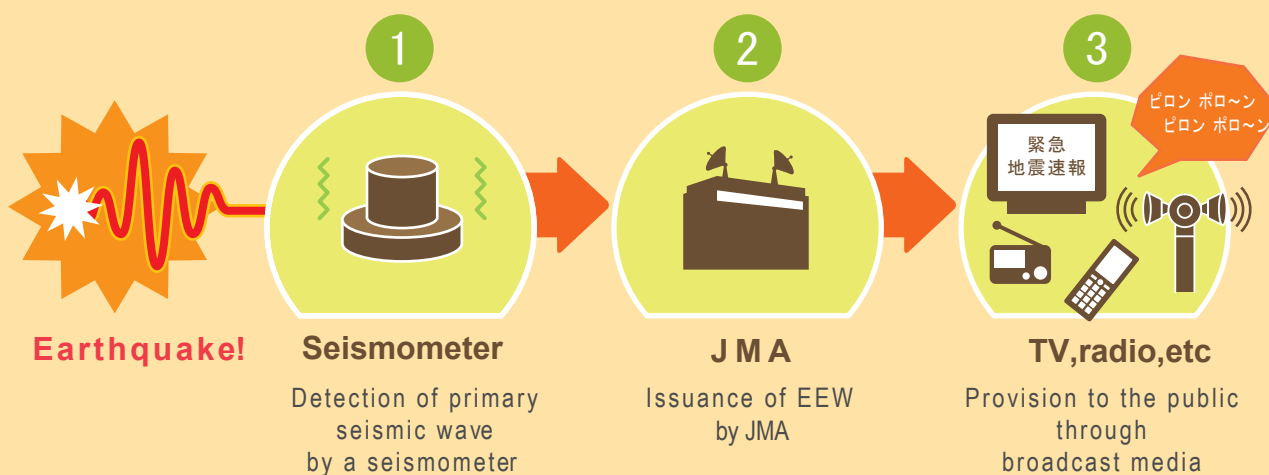 1
2
3
ピロン ポロ〜ン
ピロン ポロ〜ン
緊急
地震速報
Earthquake!
Seismometer
Detection of primary
seismic wave
by a seismometer
JMA
Issuance of EEW
by JMA
TV,radio,etc
Provision to the public
through
broadcast media